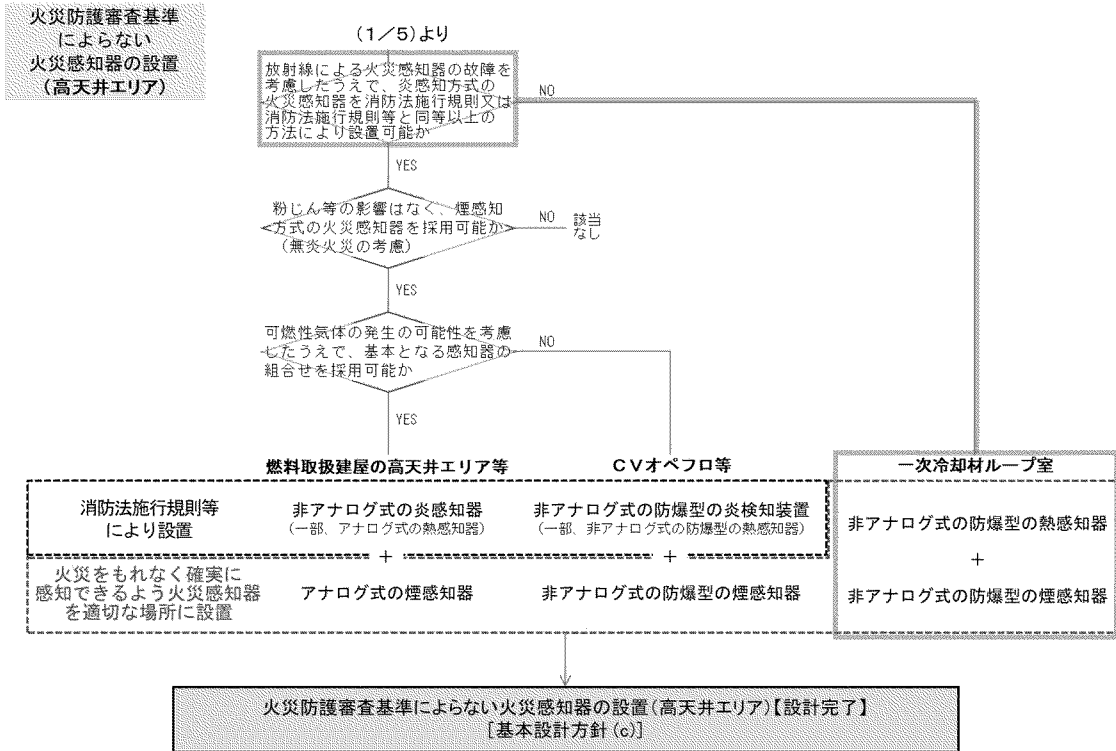 火災防護審査基準
によらない
火災感知器の設置
(高天井エリア)
(1/5)より
放射線による火災感知器の故障を
考慮したうえで、炎感知方式の
火災感知器を消防法施行規則又は
消防法施行規則等と同等以上の
方法により設置可能か
NO
YES
粉じん等の影響はなく、煙感知
方式の火災感知器を採用可能か
(無炎火災の考慮)
NO
該当
なし
YES
可燃性気体の発生の可能性を考慮
したうえで、基本となる感知器の
組合せを採用可能か
NO
YES
燃料取扱建屋の高天井エリア等
CVオペフロ等
一次冷却材ループ室
消防法施行規則等
により設置
非アナログ式の炎感知器
(一部、アナログ式の熱感知器)
非アナログ式の防爆型の炎検知装置
(一部、非アナログ式の防爆型の熱感知器)
非アナログ式の防爆型の熱感知器
+
+
+
火災をもれなく確実に
感知できるよう火災感知器
を適切な場所に設置
アナログ式の煙感知器
非アナログ式の防爆型の煙感知器
非アナログ式の防爆型の煙感知器
火災防護審査基準によらない火災感知器の設置(高天井エリア)【設計完了】
[基本設計方針(c)]